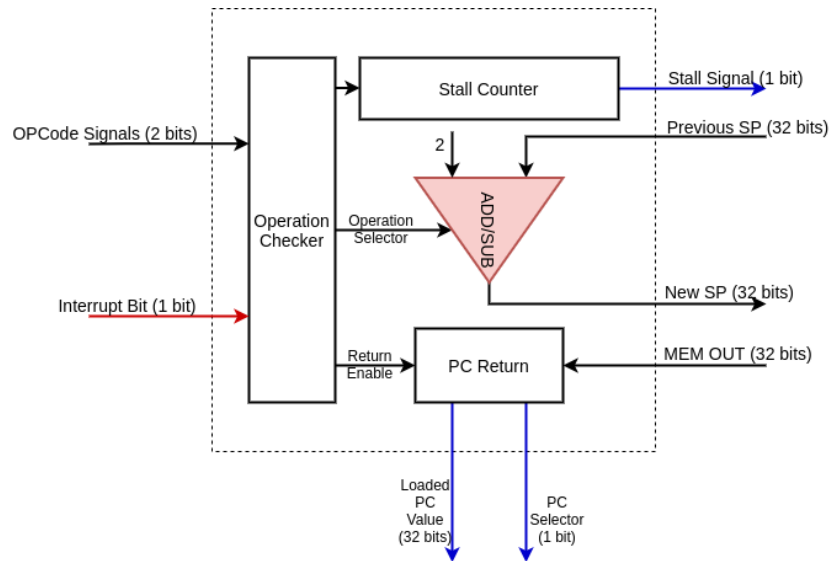 Stall Counter
Stall Signal (1 bit)
OPCode Signals (2 bits)
2
Previous SP (32 bits)
ADD/SUB
Operation
Checker
Operation
Selector
Interrupt Bit (1 bit)
New SP (32 bits)
Return
Enable
PC Return
MEM OUT (32 bits)
Loaded
PC
Value
(32 bits)
PC
Selector
(1 bit)